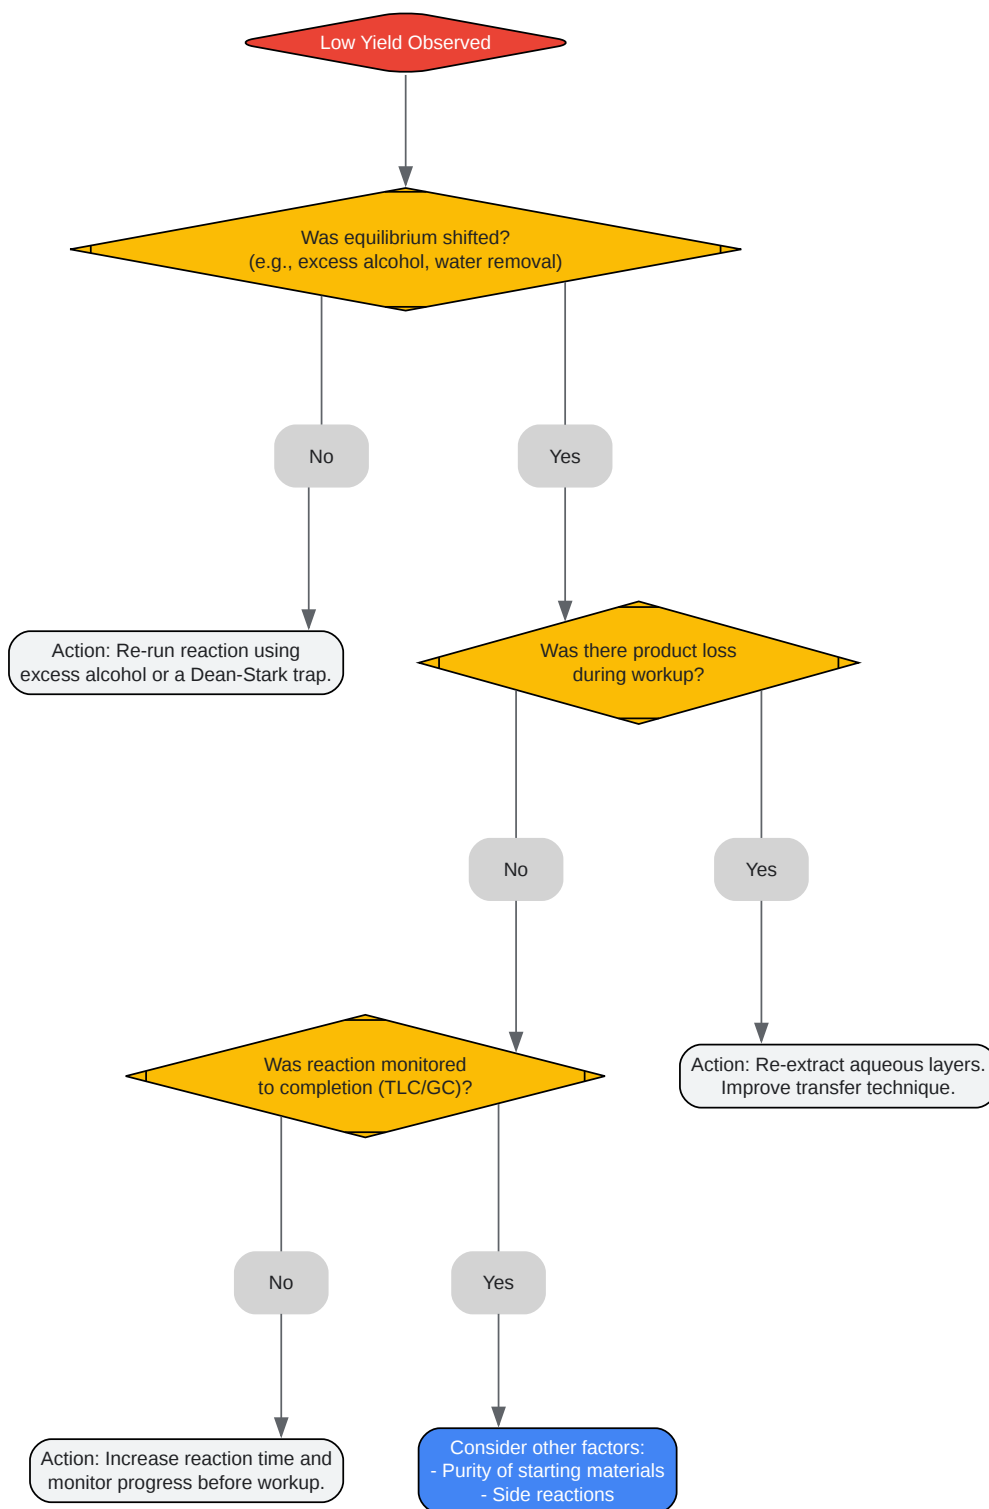 Low Yield Observed
Was equilibrium shifted?
(e.g., excess alcohol, water removal)
No
Yes
Action: Re-run reaction using
excess alcohol or a Dean-Stark trap.
Was there product loss
during workup?
No
Yes
Was reaction monitored
to completion (TLC/GC)?
Action: Re-extract aqueous layers.
Improve transfer technique.
No
Yes
Action: Increase reaction time and
monitor progress before workup.
Consider other factors:
- Purity of starting materials
- Side reactions